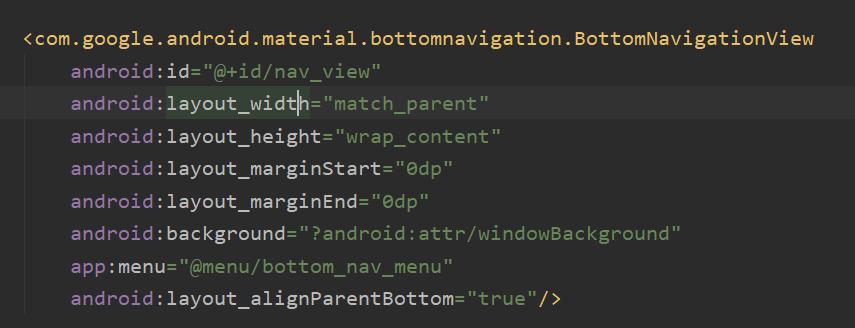 <com.google.android.material.bottomnavigation.BottomNavigationView
android:id="@+id/nav_view"
android:layout_width="match_parent"
android:layout_height="wrap_content"
android:layout_marginStart="0dp"
android:layout_marginEnd="0dp"
android:background="?android:attr/windowBackground"
app:menu="@menu/bottom_nav_menu"
android:layout_alignParentBottom="true"/>